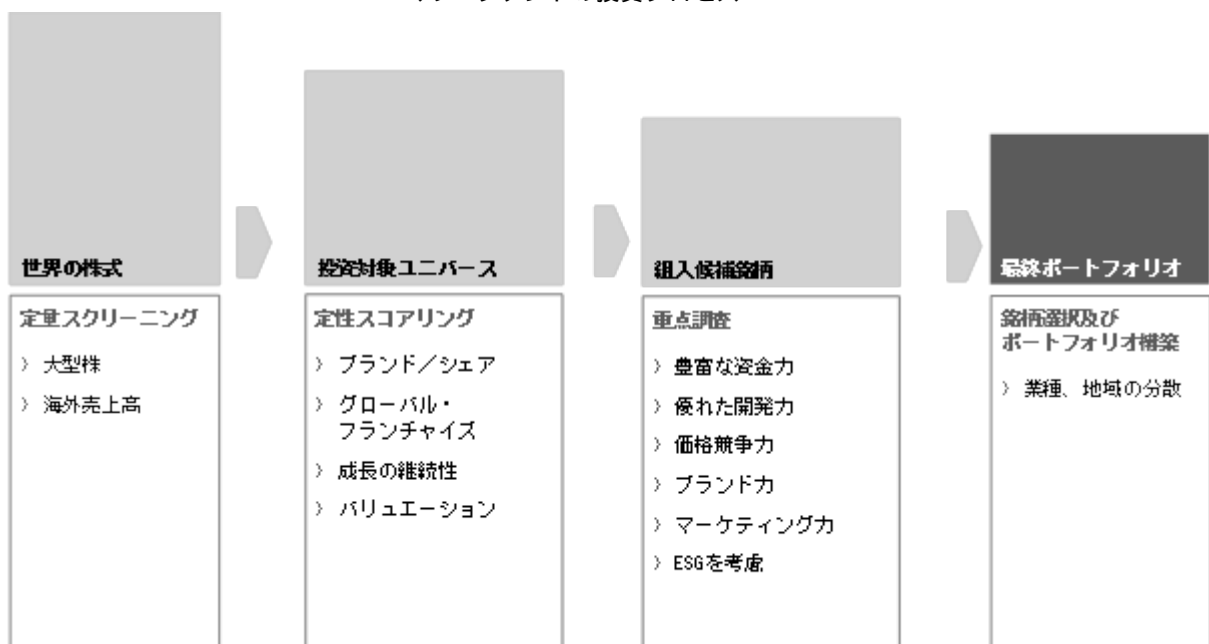 世界の株式
定量スクリーニング
〉 大型株
〉 海外売上高
投資対象ユニバース
定性スコアリング
〉 ブランド／シェア
〉 グローバル・
フランチャイズ
〉 成長の継続性
〉 バリュエーション
組入候補銘柄
重点調査
〉 豊富な資金力
〉 優れた開発力
〉 価格競争力
〉 ブランド力
〉 マーケティング力
〉 ESGを考慮
最終ポートフォリオ
銘柄選択及び
ポートフォリオ構築
〉 業種、地域の分散